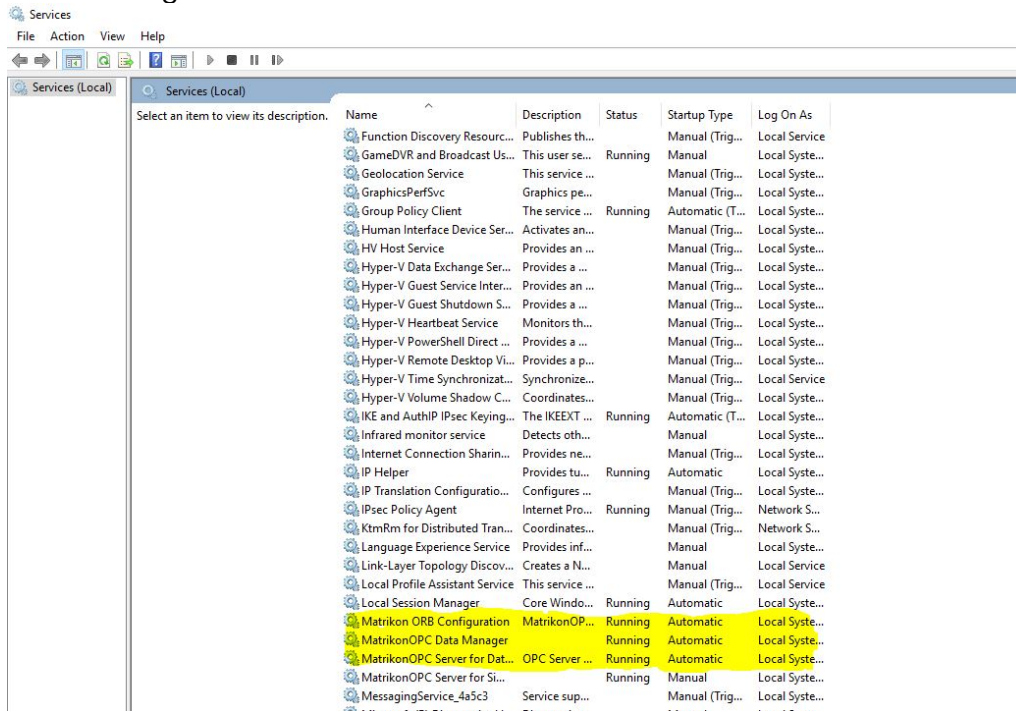 Services
File Action View Help
Services (Local)
Services (Local)
Select an item to view its description.
Name Description Status Startup Type Log On As
Function Discovery Resourc... Publishes th... Manual (Trig... Local Service
GameDVR and Broadcast Us... This user se... Running Manual Local Syste...
Geolocation Service This service ... Manual (Trig... Local Syste...
GraphicsPerfSvc Graphics pe... Manual (Trig... Local Syste...
Group Policy Client The service ... Running Automatic (T... Local Syste...
Human Interface Device Ser... Activates an... Manual (Trig... Local Syste...
HV Host Service Provides an ... Manual (Trig... Local Syste...
Hyper-V Data Exchange Ser... Provides a ... Manual (Trig... Local Syste...
Hyper-V Guest Service Inter... Provides an ... Manual (Trig... Local Syste...
Hyper-V Guest Shutdown S... Provides a ... Manual (Trig... Local Syste...
Hyper-V Heartbeat Service Monitors th... Manual (Trig... Local Syste...
Hyper-V PowerShell Direct ... Provides a ... Manual (Trig... Local Syste...
Hyper-V Remote Desktop Vi... Provides a p... Manual (Trig... Local Syste...
Hyper-V Time Synchronizat... Synchronize... Manual (Trig... Local Service
Hyper-V Volume Shadow C... Coordinates... Manual (Trig... Local Syste...
IKE and AuthIP IPsec Keying... The IKEEXT ... Running Automatic (T... Local Syste...
Infrared monitor service Detects oth... Manual Local Syste...
Internet Connection Sharin... Provides ne... Manual (Trig... Local Syste...
IP Helper Provides tu... Running Automatic Local Syste...
IP Translation Configuratio... Configures ... Manual (Trig... Local Syste...
IPsec Policy Agent Internet Pro... Running Manual (Trig... Network S...
KtmRm for Distributed Tran... Coordinates... Manual (Trig... Network S...
Language Experience Service Provides inf... Manual Local Syste...
Link-Layer Topology Discov... Creates a N... Manual Local Service
Local Profile Assistant Service This service ... Manual (Trig... Local Service
Local Session Manager Core Windo... Running Automatic Local Syste...
Matrikon ORB Configuration MatrikonOP... Running Automatic Local Syste...
MatrikonOPC Data Manager Running Automatic Local Syste...
MatrikonOPC Server for Dat... OPC Server ... Running Automatic Local Syste...
MatrikonOPC Server for Si... Running Manual Local Syste...
MessagingService_4a5c3 Service sup... Manual (Trig... Local Syste...